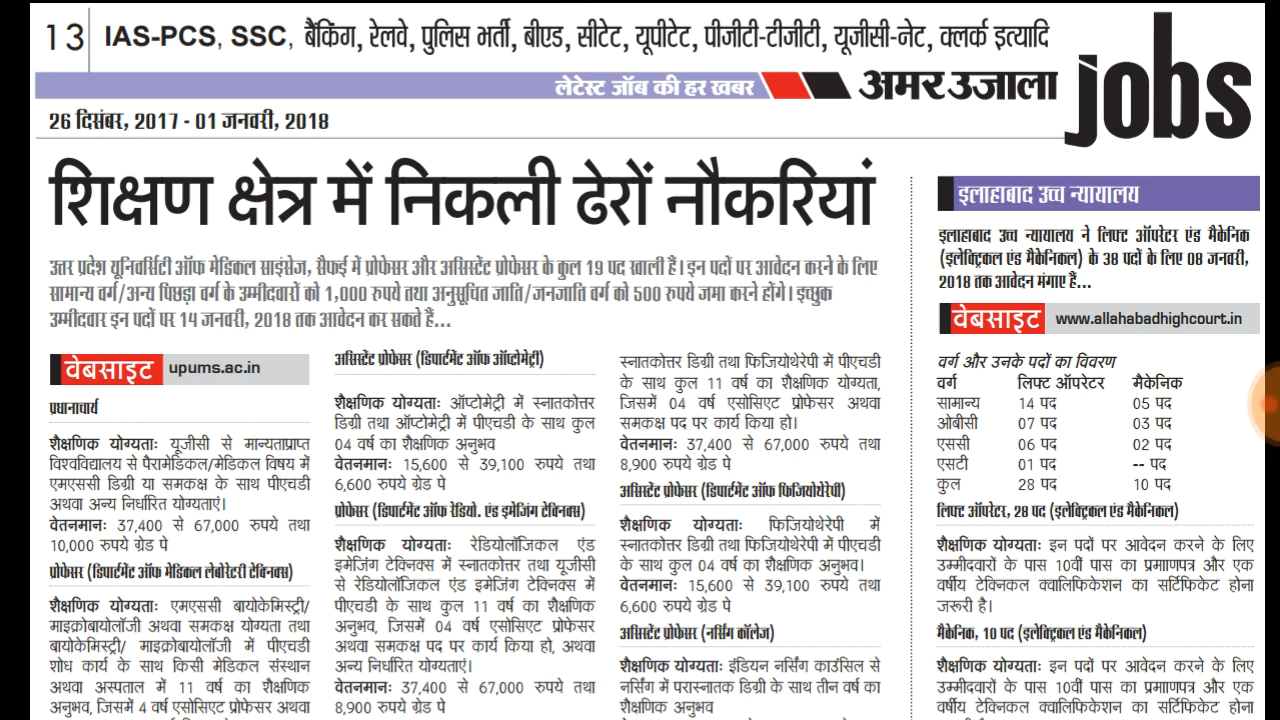 13 IAS-PCS, SSC, बैंकिंग, रेलवे, पुलिस भर्ती, बीएड, सीटेट, यूपीटेट, पीजीटी-टीजीटी, यूजीसी-नेट, क्लर्क इत्यादि
jobs
लेटेस्ट जॉब की हर खबर
अमर उजाला
26 दिसंबर, 2017 - 01 जनवरी, 2018
शिक्षण क्षेत्र में निकली ढेरों नौकरियां
उत्तर प्रदेश यूनिवर्सिटी ऑफ मेडिकल साइंसेज, सैफई में प्रोफेसर और असिस्टेंट प्रोफेसर के कुल 19 पद खाली हैं। इन पदों पर आवेदन करने के लिए
सामान्य वर्ग/अन्य पिछड़ा वर्ग के उम्मीदवारों को 1,000 रुपये तथा अनुसूचित जाति/जनजाति वर्ग को 500 रुपये जमा करने होंगे। इच्छुक
उम्मीदवार इन पदों पर 14 जनवरी, 2018 तक आवेदन कर सकते हैं...
वेबसाइट upums.ac.in
प्रधानाचार्य
शैक्षणिक योग्यताः यूजीसी से मान्यताप्राप्त
विश्वविद्यालय से पैरामेडिकल/मेडिकल विषय में
एमएससी डिग्री या समकक्ष के साथ पीएचडी
अथवा अन्य निर्धारित योग्यताएं।
वेतनमानः 37,400 से 67,000 रुपये तथा
10,000 रुपये ग्रेड पे
प्रोफेसर (डिपार्टमेंट ऑफ मेडिकल लेबोरेटरी टेक्निक्स)
शैक्षणिक योग्यताः एमएससी बायोकेमिस्ट्री/
माइक्रोबायोलॉजी अथवा समकक्ष योग्यता तथा
बायोकेमिस्ट्री/ माइक्रोबायोलॉजी में पीएचडी
शोध कार्य के साथ किसी मेडिकल संस्थान
अथवा अस्पताल में 11 वर्ष का शैक्षणिक
अनुभव, जिसमें 4 वर्ष एसोसिएट प्रोफेसर अथवा
असिस्टेंट प्रोफेसर (डिपार्टमेंट ऑफ ऑप्टोमेट्री)
शैक्षणिक योग्यताः ऑप्टोमेट्री में स्नातकोत्तर
डिग्री तथा ऑप्टोमेट्री में पीएचडी के साथ कुल
04 वर्ष का शैक्षणिक अनुभव
वेतनमानः 15,600 से 39,100 रुपये तथा
6,600 रुपये ग्रेड पे
प्रोफेसर (डिपार्टमेंट ऑफ रेडियो. एंड इमेजिंग टेक्निक्स)
शैक्षणिक योग्यताः रेडियोलॉजिकल एंड
इमेजिंग टेक्निक्स में स्नातकोत्तर तथा यूजीसी
से रेडियोलॉजिकल एंड इमेजिंग टेक्निक्स में
पीएचडी के साथ कुल 11 वर्ष का शैक्षणिक
अनुभव, जिसमें 04 वर्ष एसोसिएट प्रोफेसर
अथवा समकक्ष पद पर कार्य किया हो, अथवा
अन्य निर्धारित योग्यताएं।
वेतनमानः 37,400 से 67,000 रुपये तथा
8,900 रुपये ग्रेड पे
स्नातकोत्तर डिग्री तथा फिजियोथेरेपी में पीएचडी
के साथ कुल 11 वर्ष का शैक्षणिक योग्यता,
जिसमें 04 वर्ष एसोसिएट प्रोफेसर अथवा
समकक्ष पद पर कार्य किया हो।
वेतनमानः 37,400 से 67,000 रुपये तथा
8,900 रुपये ग्रेड पे
असिस्टेंट प्रोफेसर (डिपार्टमेंट ऑफ फिजियोथेरेपी)
शैक्षणिक योग्यताः फिजियोथेरेपी में
स्नातकोत्तर डिग्री तथा फिजियोथेरेपी में पीएचडी
के साथ कुल 04 वर्ष का शैक्षणिक अनुभव।
वेतनमानः 15,600 से 39,100 रुपये तथा
6,600 रुपये ग्रेड पे
असिस्टेंट प्रोफेसर (नर्सिंग कॉलेज)
शैक्षणिक योग्यताः इंडियन नर्सिंग काउंसिल से
नर्सिंग में परास्नातक डिग्री के साथ तीन वर्ष का
शैक्षणिक अनुभव
इलाहाबाद उच्च न्यायालय
इलाहाबाद उच्च न्यायालय ने लिफ्ट ऑपरेटर एंड मैकेनिक
(इलेक्ट्रिकल एंड मैकेनिकल) के 38 पदों के लिए 08 जनवरी,
2018 तक आवेदन मंगाए हैं...
वेबसाइट www.allahabadhighcourt.in
वर्ग और उनके पदों का विवरण
वर्ग लिफ्ट ऑपरेटर मैकेनिक
सामान्य 14 पद 05 पद
ओबीसी 07 पद 03 पद
एससी 06 पद 02 पद
एसटी 01 पद -- पद
कुल 28 पद 10 पद
लिफ्ट ऑपरेटर, 28 पद (इलेक्ट्रिकल एंड मैकेनिकल)
शैक्षणिक योग्यताः इन पदों पर आवेदन करने के लिए
उम्मीदवारों के पास 10वीं पास का प्रमााणपत्र और एक
वर्षीय टेक्निकल क्वालिफिकेशन का सर्टिफिकेट होना
जरूरी है।
मैकेनिक, 10 पद (इलेक्ट्रिकल एंड मैकेनिकल)
शैक्षणिक योग्यताः इन पदों पर आवेदन करने के लिए
उम्मीदवारों के पास 10वीं पास का प्रमााणपत्र और एक
वर्षीय टेक्निकल क्वालिफिकेशन का सर्टिफिकेट होना